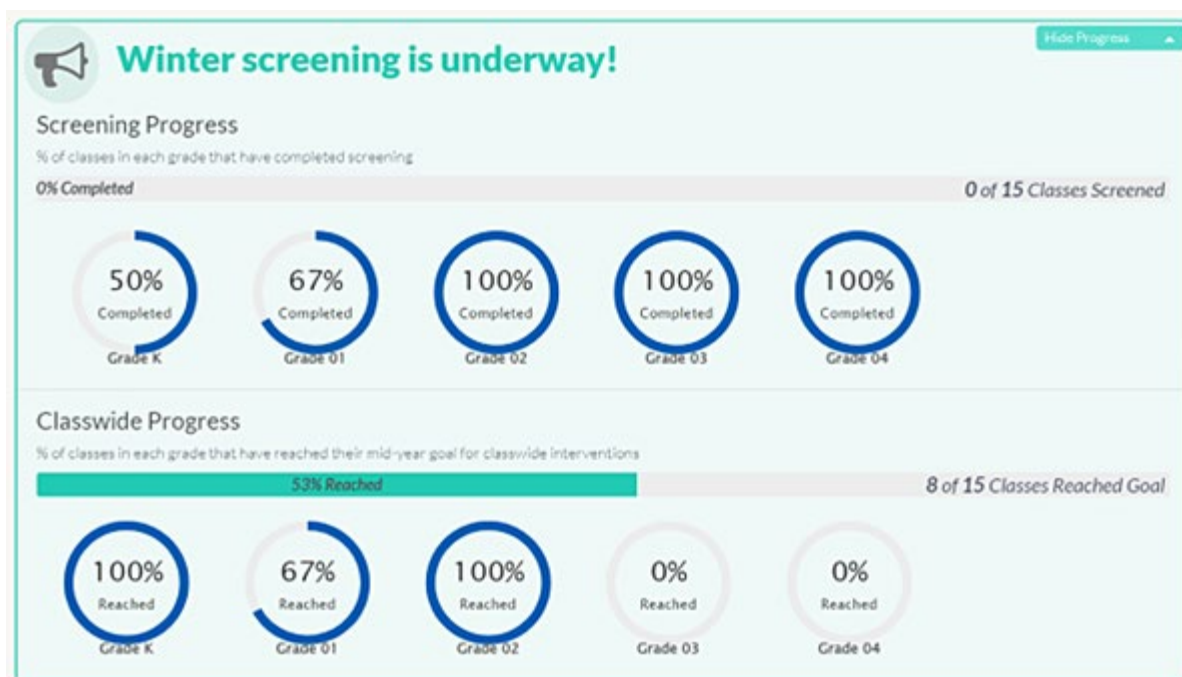 Hide Progress
Winter screening is underway!
Screening Progress
% of classes in each grade that have completed screening
0% Completed
0 of 15 Classes Screened
50% 67% 100% 100% 100%
Completed Completed Completed Completed Completed
Grade K Grade 01 Grade 02 Grade 03 Grade 04
Classwide Progress
% of classes in each grade that have reached their mid-year goal for classwide interventions
53% Reached
8 of 15 Classes Reached Goal
100% 67% 100% 0% 0%
Reached Reached Reached Reached Reached
Grade K Grade 01 Grade 02 Grade 03 Grade 04